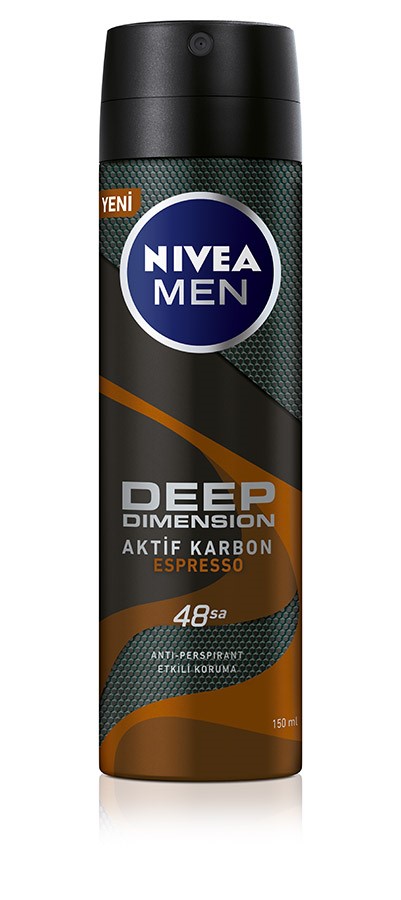 YENİ
NIVEA
MEN
DEEP
DIMENSION
AKTİF KARBON
ESPRESSO
48sa
ANTI-PERSPIRANT
ETKİLİ KORUMA
150 ml